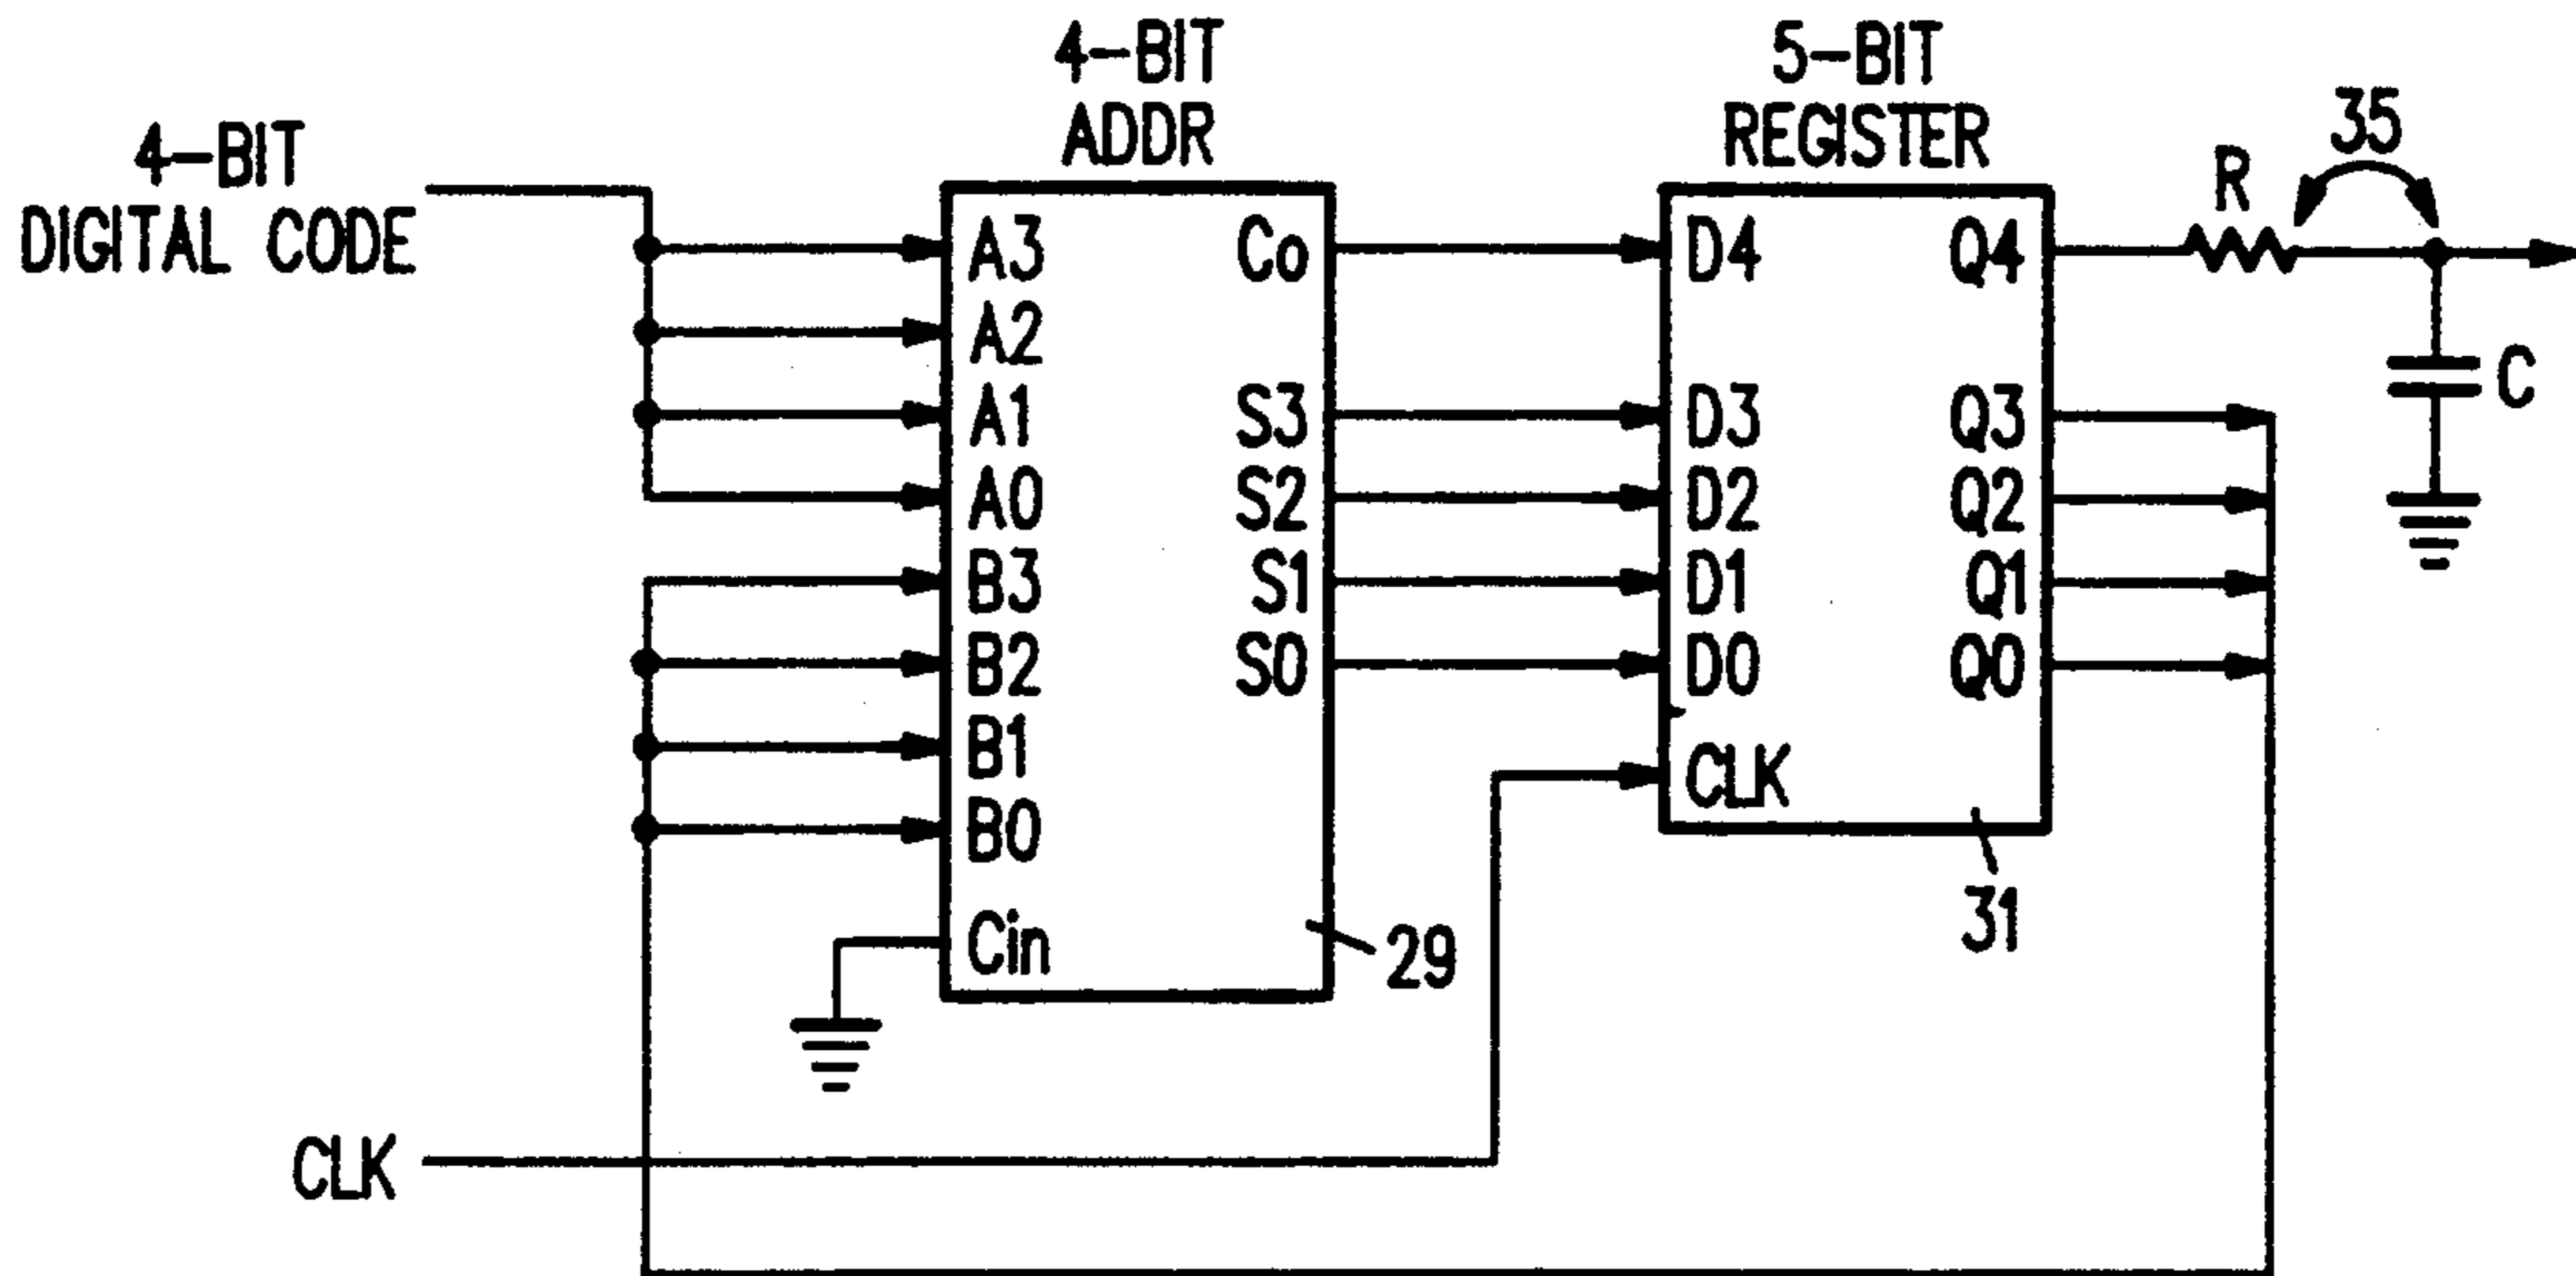 4-BIT
DIGITAL CODE
4-BIT
ADDR
5-BIT
REGISTER
35
R
A3
A2
A1
A0
B3
B2
B1
B0
Cin
Co
S3
S2
S1
S0
29
D4
D3
D2
D1
D0
CLK
Q4
Q3
Q2
Q1
Q0
31
C
CLK